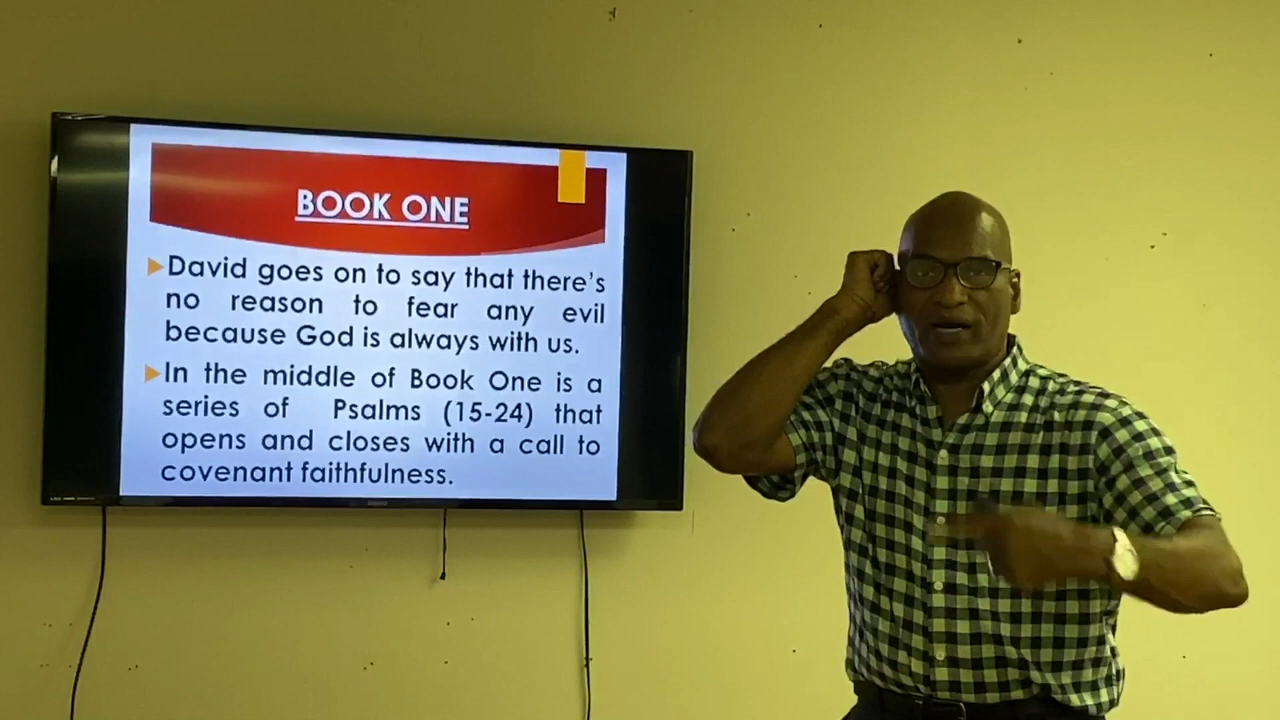 BOOK ONE
David goes on to say that there's
no reason to fear any evil
because God is always with us.
In the middle of Book One is a
series of Psalms (15-24) that
opens and closes with a call to
covenant faithfulness.